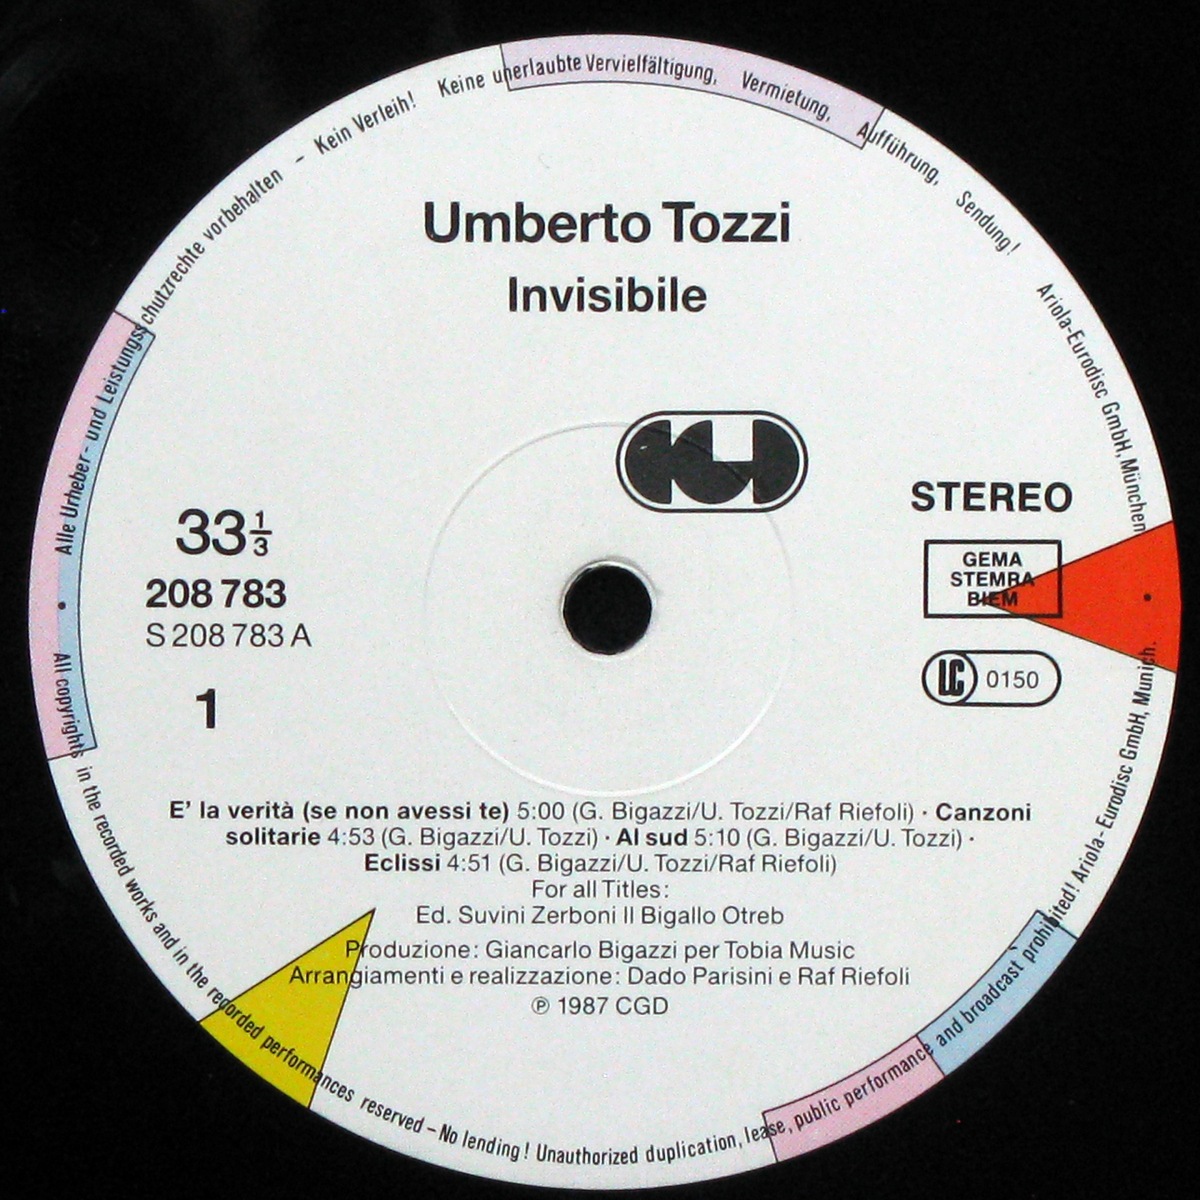 Umberto Tozzi
Invisibile
STEREO
33 1/3
208 783
S 208 783 A
1
GEMA
STEMRA
BIEM
LC 0150
E' la verità (se non avessi te) 5:00 (G. Bigazzi/U. Tozzi/Raf Riefoli) · Canzoni
solitarie 4:53 (G. Bigazzi/U. Tozzi) · Al sud 5:10 (G. Bigazzi/U. Tozzi) ·
Eclissi 4:51 (G. Bigazzi/U. Tozzi/Raf Riefoli)
For all Titles:
Ed. Suvini Zerboni II Bigallo Otreb
Produzione: Giancarlo Bigazzi per Tobia Music
Arrangiamenti e realizzazione: Dado Parisini e Raf Riefoli
℗ 1987 CGD
Alle Urheber- und Leistungsschutzrechte vorbehalten – Kein Verleih! Keine unerlaubte Vervielfältigung, Vermietung, Aufführung, Sendung! Ariola-Eurodisc GmbH, München ·
All copyrights in the recorded works and in the recorded performances reserved – No lending! Unauthorized duplication, lease, public performance and broadcast prohibited! Ariola-Eurodisc GmbH, Munich. ·